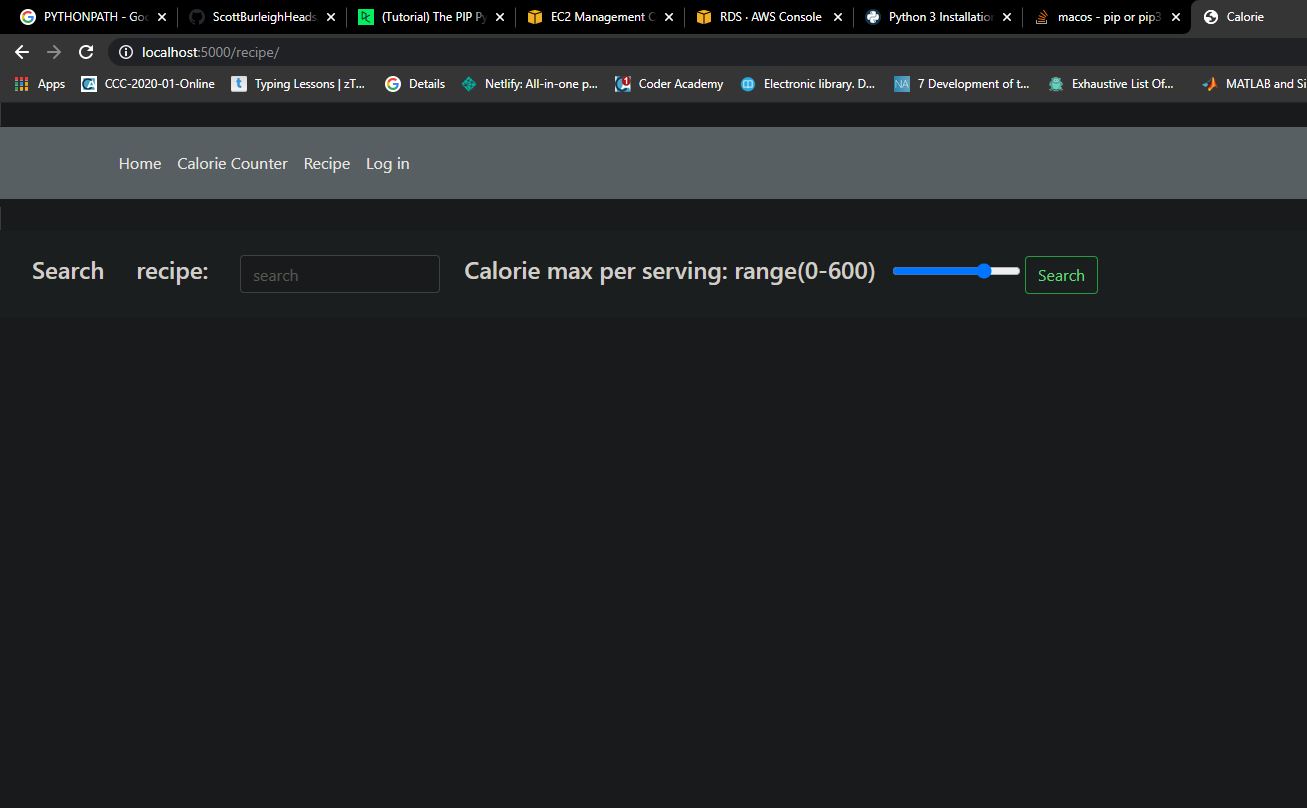 PYTHONPATH - Goo ScottBurleighHeads (Tutorial) The PIP Py EC2 Management C RDS · AWS Console Python 3 Installation macos - pip or pip3 Calorie
localhost:5000/recipe/
Apps CCC-2020-01-Online Typing Lessons | zT... Details Netlify: All-in-one p... Coder Academy Electronic library. D... NA 7 Development of t... Exhaustive List Of... MATLAB and Si
Home Calorie Counter Recipe Log in
Search recipe: search Calorie max per serving: range(0-600) Search